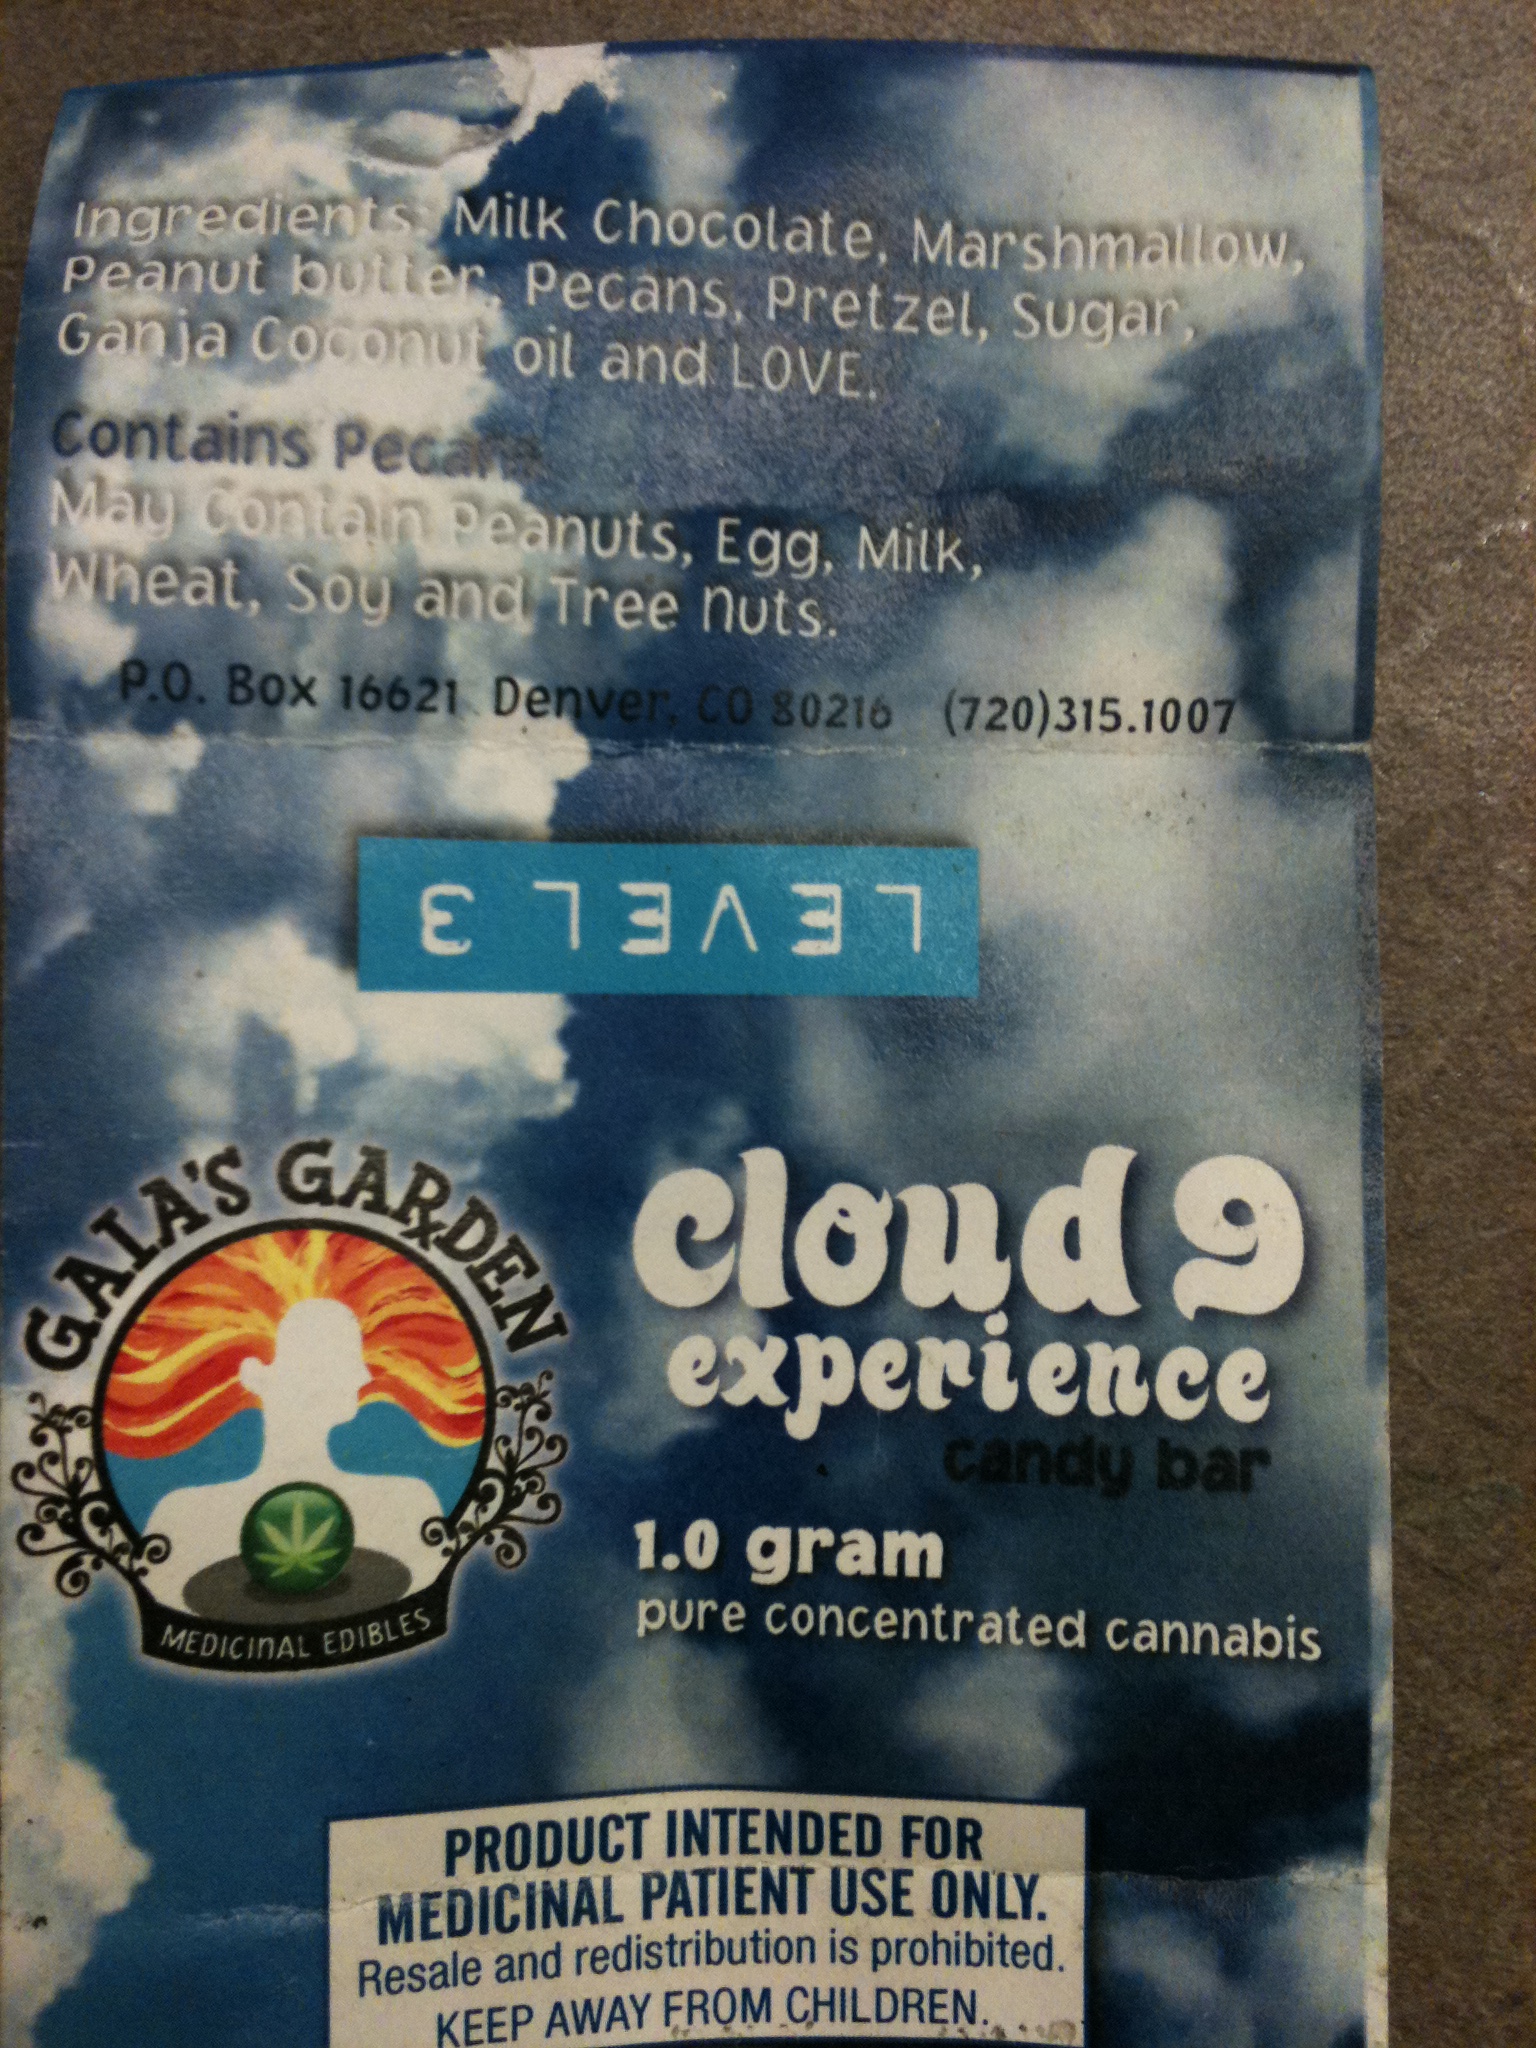 Ingredients: Milk Chocolate, Marshmallow,
Peanut butter, Pecans, Pretzel, Sugar,
Ganja Coconut oil and LOVE.
Contains Pecans
May Contain Peanuts, Egg, Milk,
Wheat, Soy and Tree nuts.
P.O. Box 16621 Denver, CO 80216 (720)315.1007
LEVEL 3
GAIA'S GARDEN
MEDICINAL EDIBLES
Cloud 9
experience
candy bar
1.0 gram
pure concentrated cannabis
PRODUCT INTENDED FOR
MEDICINAL PATIENT USE ONLY.
Resale and redistribution is prohibited.
KEEP AWAY FROM CHILDREN.